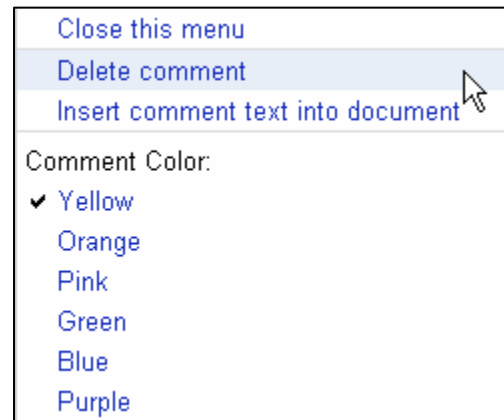 Close this menu
Delete comment
Insert comment text into document
Comment Color:
Yellow
Orange
Pink
Green
Blue
Purple